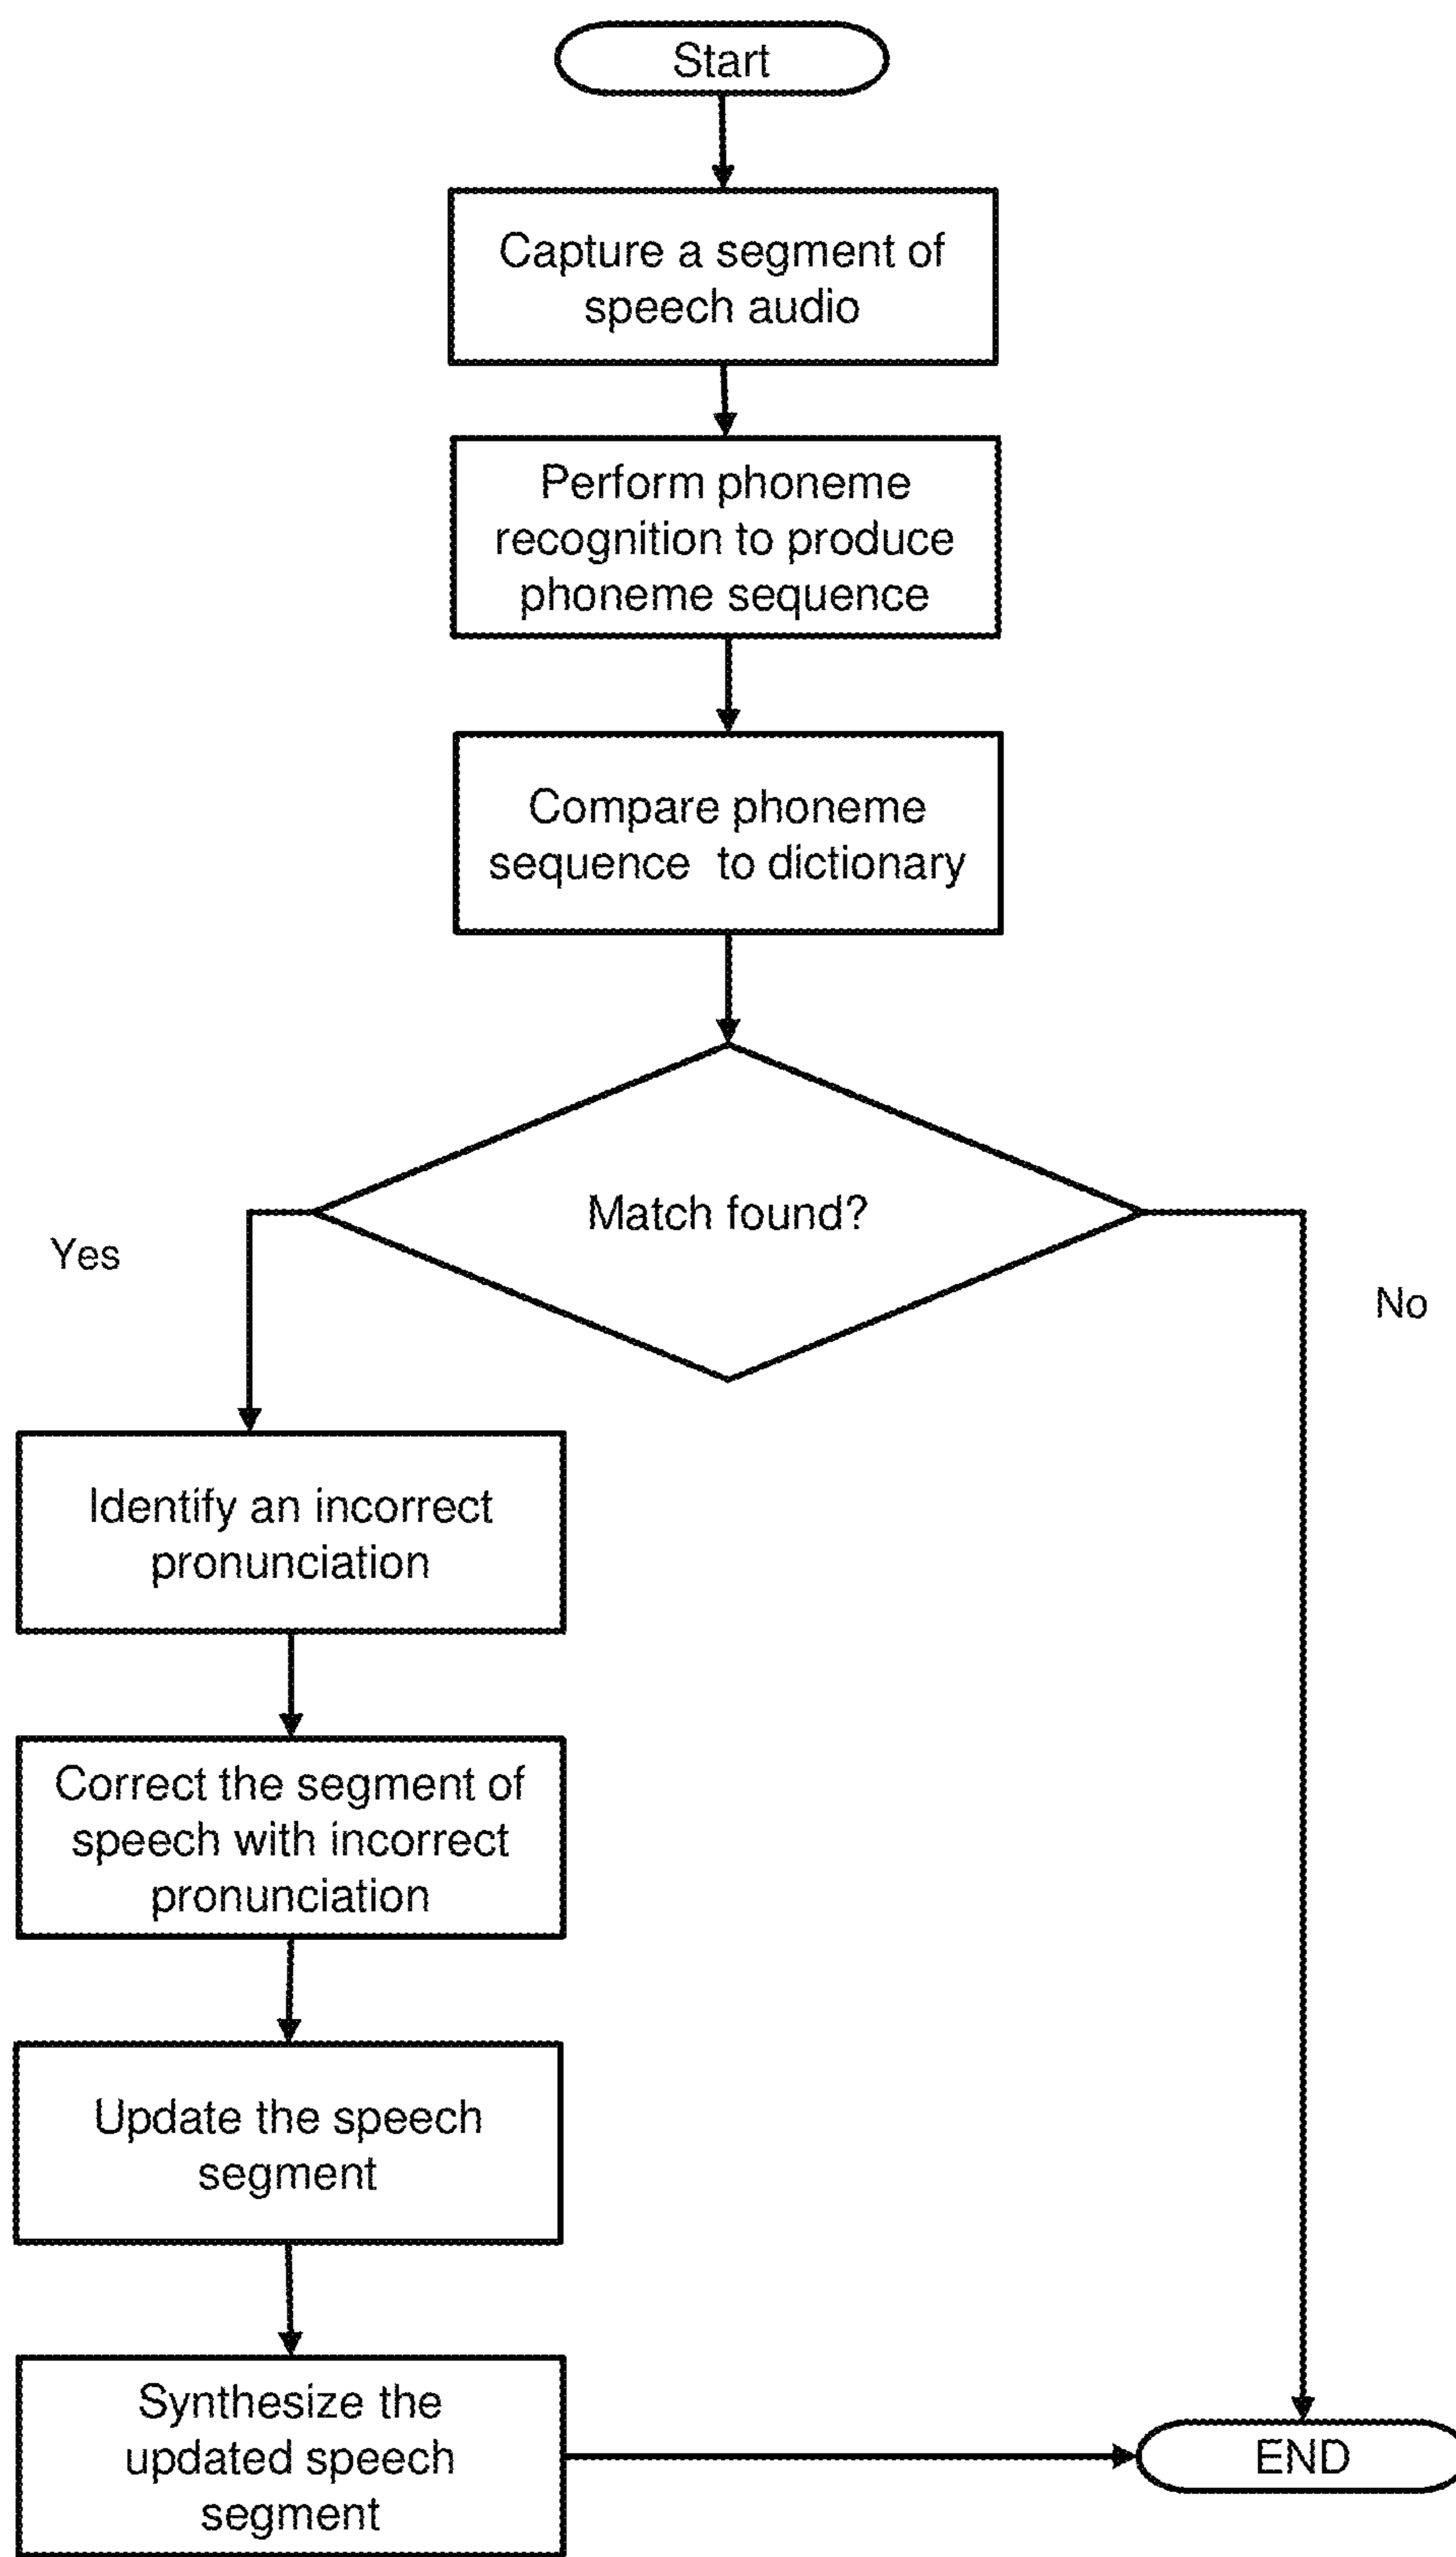 Start
Capture a segment of
speech audio
Perform phoneme
recognition to produce
phoneme sequence
Compare phoneme
sequence to dictionary
Match found?
Yes
No
Identify an incorrect
pronunciation
Correct the segment of
speech with incorrect
pronunciation
Update the speech
segment
Synthesize the
updated speech
segment
END